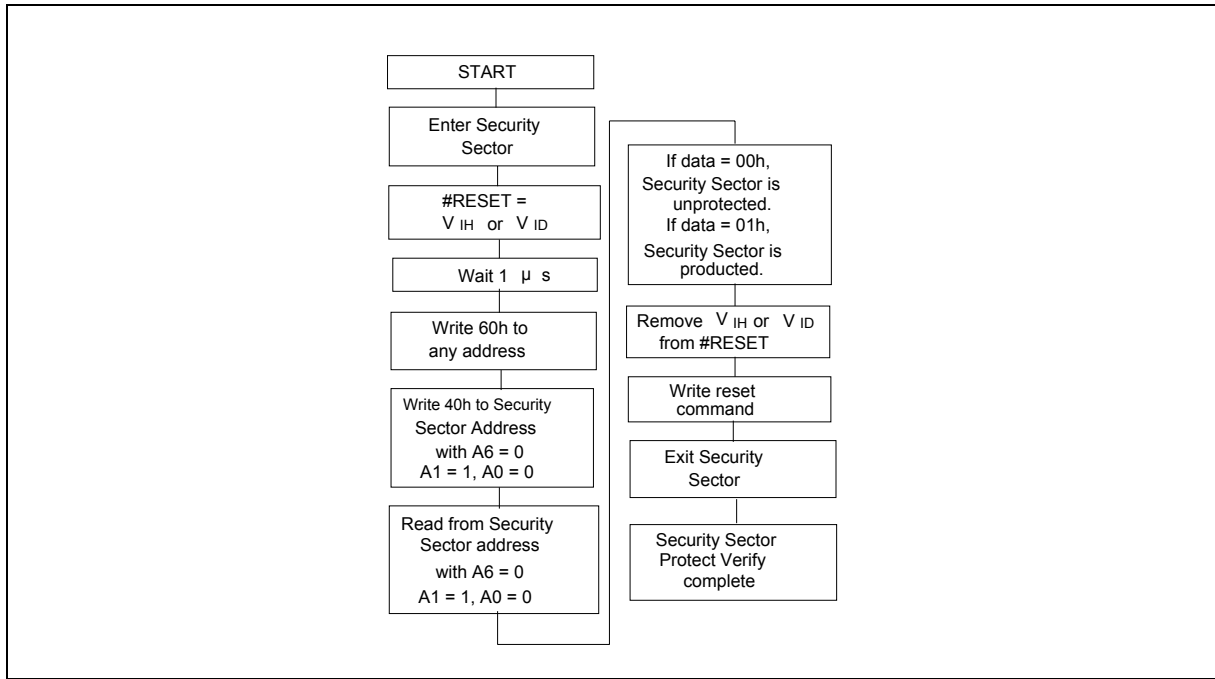 START
Enter Security
Sector
#RESET =
V IH or V ID
Wait 1 µ s
Write 60h to
any address
Write 40h to Security
Sector Address
with A6 = 0
A1 = 1, A0 = 0
Read from Security
Sector address
with A6 = 0
A1 = 1, A0 = 0
If data = 00h,
Security Sector is
unprotected.
If data = 01h,
Security Sector is
producted.
Remove V IH or V ID
from #RESET
Write reset
command
Exit Security
Sector
Security Sector
Protect Verify
complete